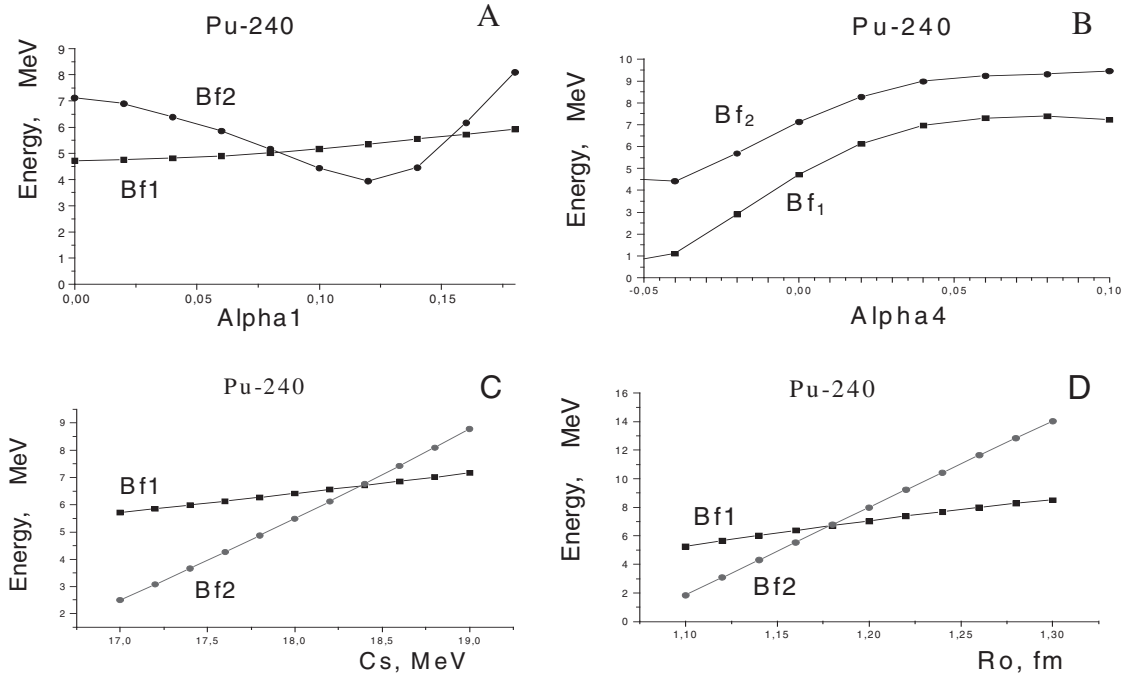 Pu-240
A
Energy, MeV
9
8
7
6
5
4
3
2
1
0
Bf2
Bf1
0,00
0,05
0,10
0,15
Alpha1
Pu-240
B
Energy, MeV
10
9
8
7
6
5
4
3
2
1
0
Bf2
Bf1
-0,05
0,00
0,05
0,10
Alpha4
Pu-240
C
Energy, MeV
9
8
7
6
5
4
3
2
Bf1
Bf2
17,0
17,5
18,0
18,5
19,0
Cs, MeV
Pu-240
D
Energy, MeV
16
14
12
10
8
6
4
2
0
Bf1
Bf2
1,10
1,15
1,20
1,25
1,30
Ro, fm